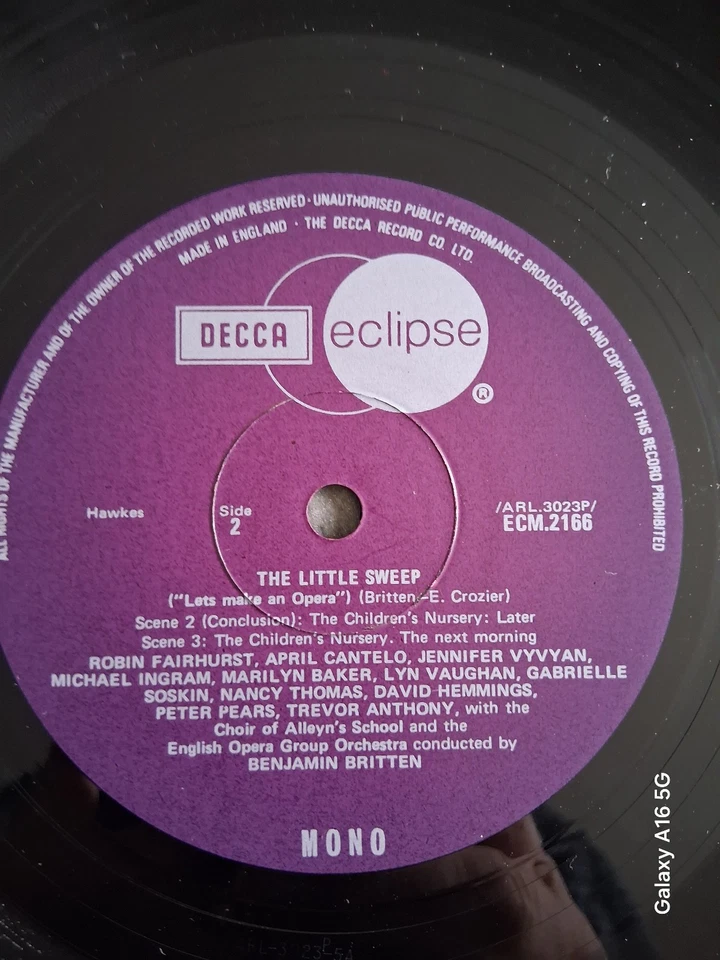 ALL RIGHTS OF THE MANUFACTURER AND OF THE OWNER OF THE RECORDED WORK RESERVED · UNAUTHORISED PUBLIC PERFORMANCE BROADCASTING AND COPYING OF THIS RECORD PROHIBITED
MADE IN ENGLAND · THE DECCA RECORD CO. LTD.
DECCA eclipse
®
Hawkes
Side
2
/ARL.3023P/
ECM.2166
THE LITTLE SWEEP
("Lets make an Opera") (Britten–E. Crozier)
Scene 2 (Conclusion): The Children's Nursery: Later
Scene 3: The Children's Nursery. The next morning
ROBIN FAIRHURST, APRIL CANTELO, JENNIFER VYVYAN,
MICHAEL INGRAM, MARILYN BAKER, LYN VAUGHAN, GABRIELLE
SOSKIN, NANCY THOMAS, DAVID HEMMINGS,
PETER PEARS, TREVOR ANTHONY, with the
Choir of Alleyn's School and the
English Opera Group Orchestra conducted by
BENJAMIN BRITTEN
MONO
Galaxy A16 5G